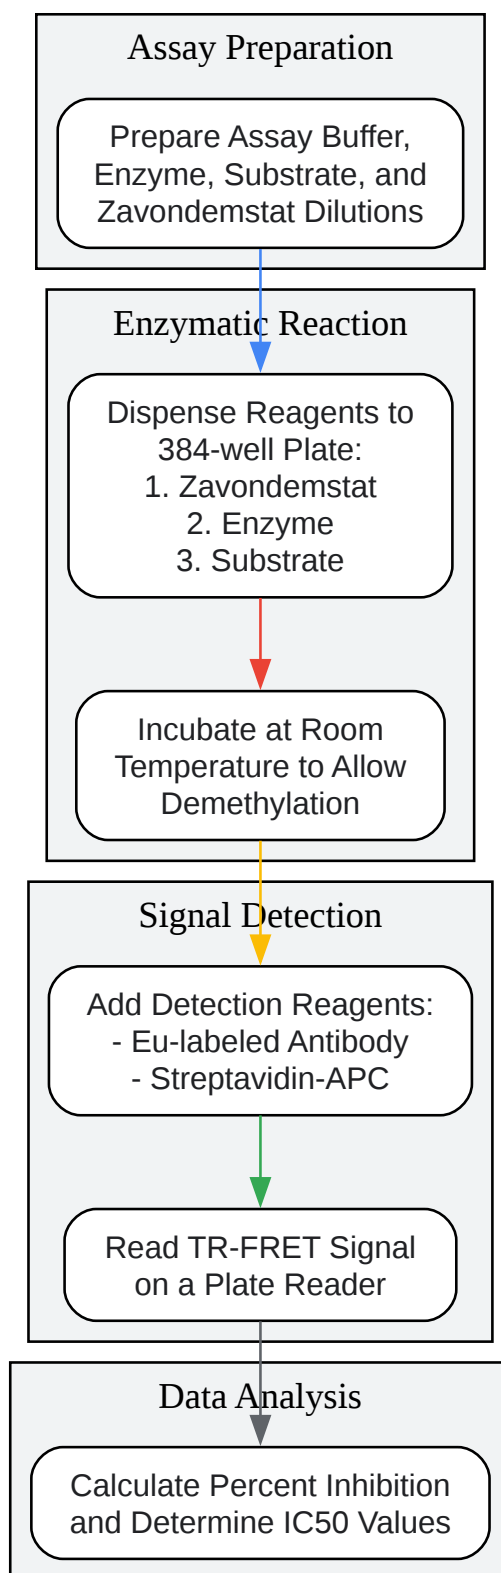 Assay Preparation
Prepare Assay Buffer,
Enzyme, Substrate, and
Zavondemstat Dilutions
Enzymatic Reaction
Dispense Reagents to
384-well Plate:
1. Zavondemstat
2. Enzyme
3. Substrate
Incubate at Room
Temperature to Allow
Demethylation
Signal Detection
Add Detection Reagents:
- Eu-labeled Antibody
- Streptavidin-APC
Read TR-FRET Signal
on a Plate Reader
Data Analysis
Calculate Percent Inhibition
and Determine IC50 Values